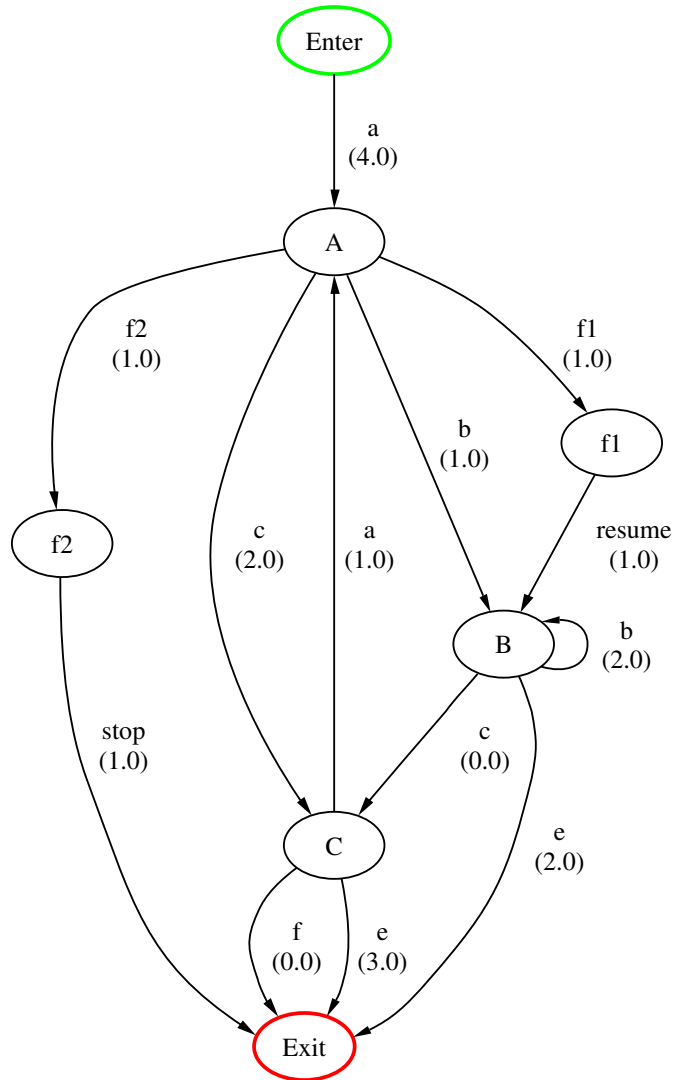 Enter
a
(4.0)
A
f2
(1.0)
f1
(1.0)
b
(1.0)
f1
c
(2.0)
a
(1.0)
resume
(1.0)
f2
B
b
(2.0)
stop
(1.0)
c
(0.0)
C
e
(2.0)
f
(0.0)
e
(3.0)
Exit